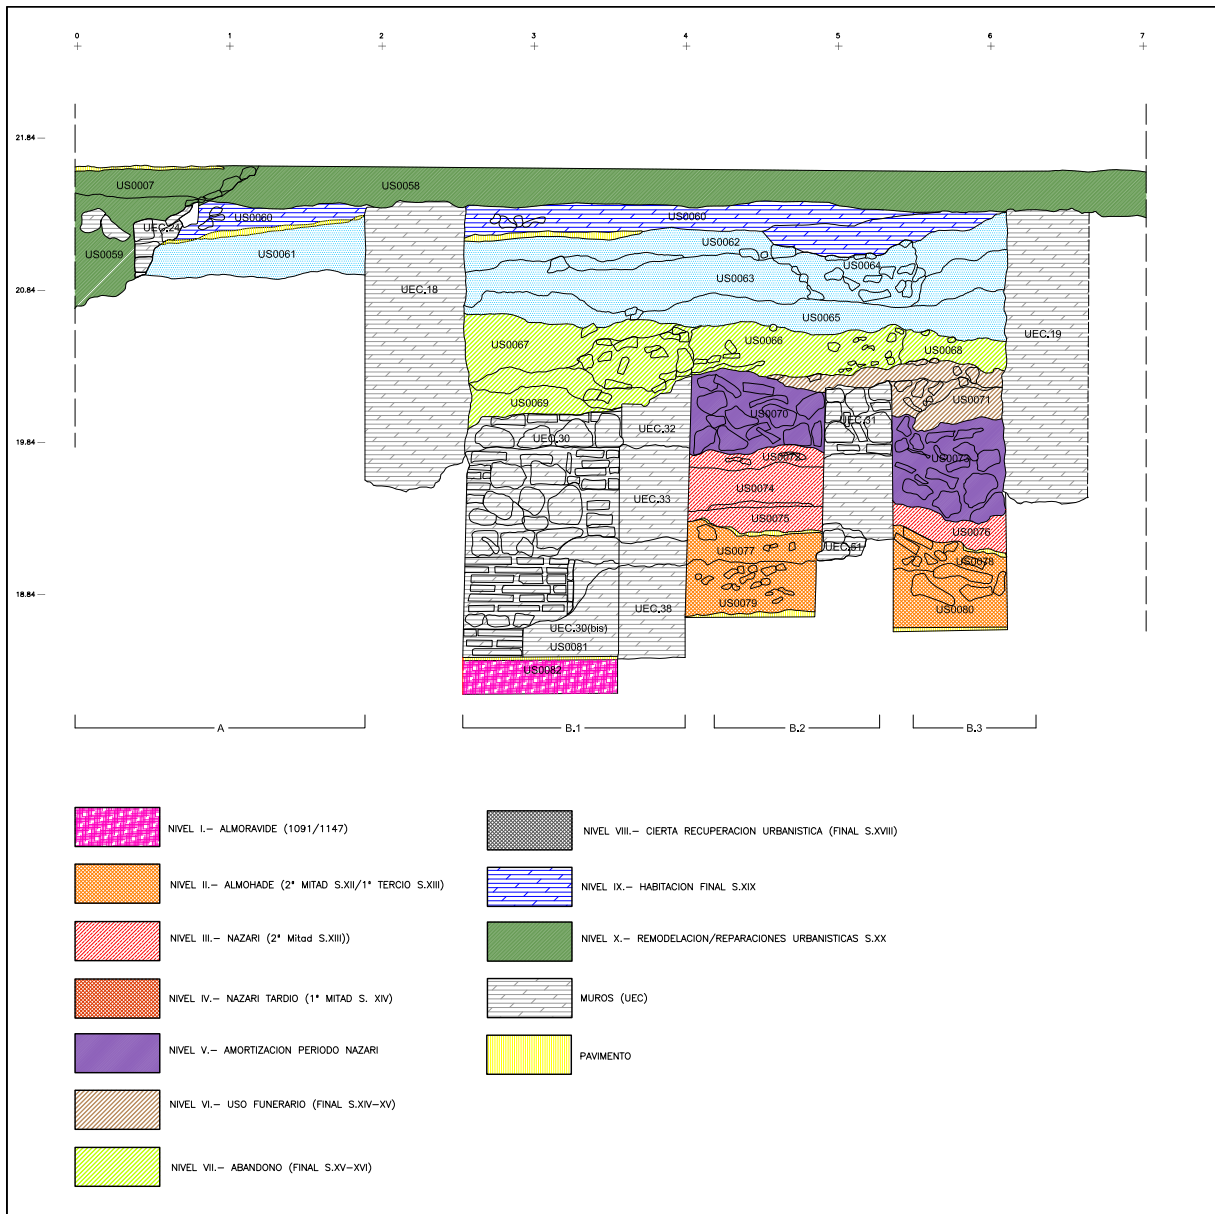 0 1 2 3 4 5 6 7
21.84
US0007
US0058
US0060
UEC.24
US0060
US0059
US0061
US0062
US0064
US0063
20.84
UEC.18
US0065
UEC.19
US0067
US0066
US0068
US0069
US0071
US0070
UEC.31
UEC.32
UEC.30
19.84
US0072
US0073
US0074
UEC.33
US0075
US0076
US0077
UEC.51
US0078
18.84
US0079
UEC.38
US0080
UEC.30(bis)
US0081
US0082
A B.1 B.2 B.3
NIVEL I.- ALMORAVIDE (1091/1147)
NIVEL II.- ALMOHADE (2ª MITAD S.XII/1ª TERCIO S.XIII)
NIVEL III.- NAZARI (2ª Mitad S.XIII))
NIVEL IV.- NAZARI TARDIO (1ª MITAD S. XIV)
NIVEL V.- AMORTIZACION PERIODO NAZARI
NIVEL VI.- USO FUNERARIO (FINAL S.XIV-XV)
NIVEL VII.- ABANDONO (FINAL S.XV-XVI)
NIVEL VIII.- CIERTA RECUPERACION URBANISTICA (FINAL S.XVIII)
NIVEL IX.- HABITACION FINAL S.XIX
NIVEL X.- REMODELACION/REPARACIONES URBANISTICAS S.XX
MUROS (UEC)
PAVIMENTO